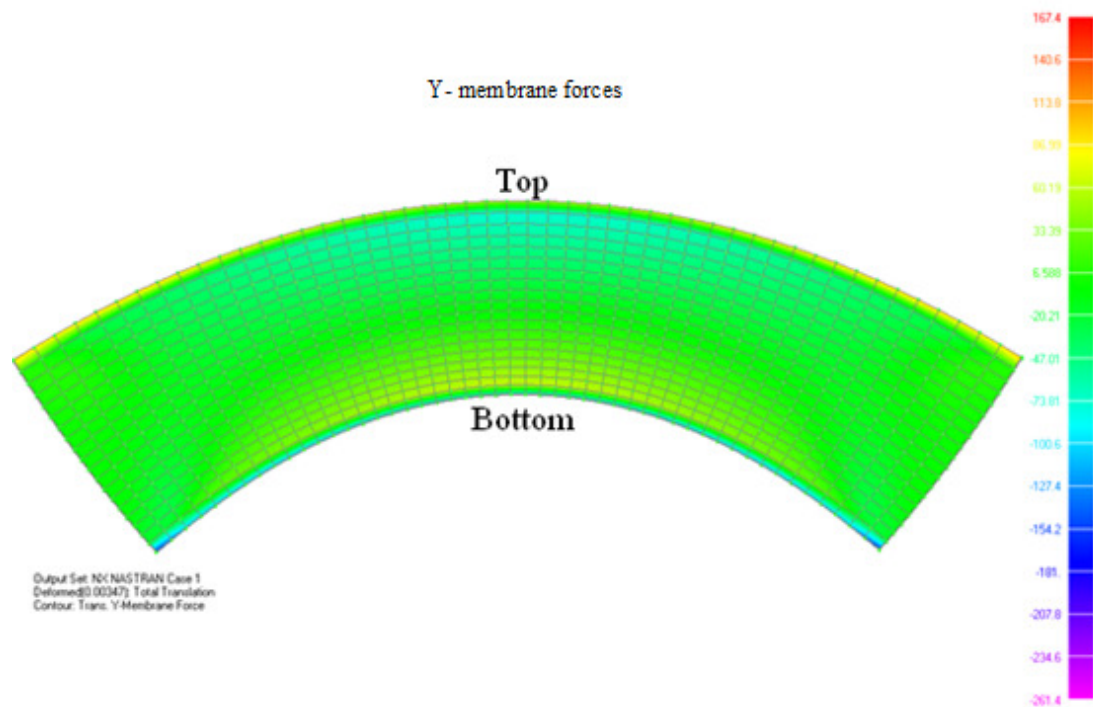 Y- membrane forces
Top
Bottom
Output Set: NX NASTRAN Case 1
Deformed(0.00347): Total Translation
Contour: Trans. Y-Membrane Force
167.4
140.6
113.8
86.99
60.19
33.39
6.588
-20.21
-47.01
-73.81
-100.6
-127.4
-154.2
-181.
-207.8
-234.6
-261.4